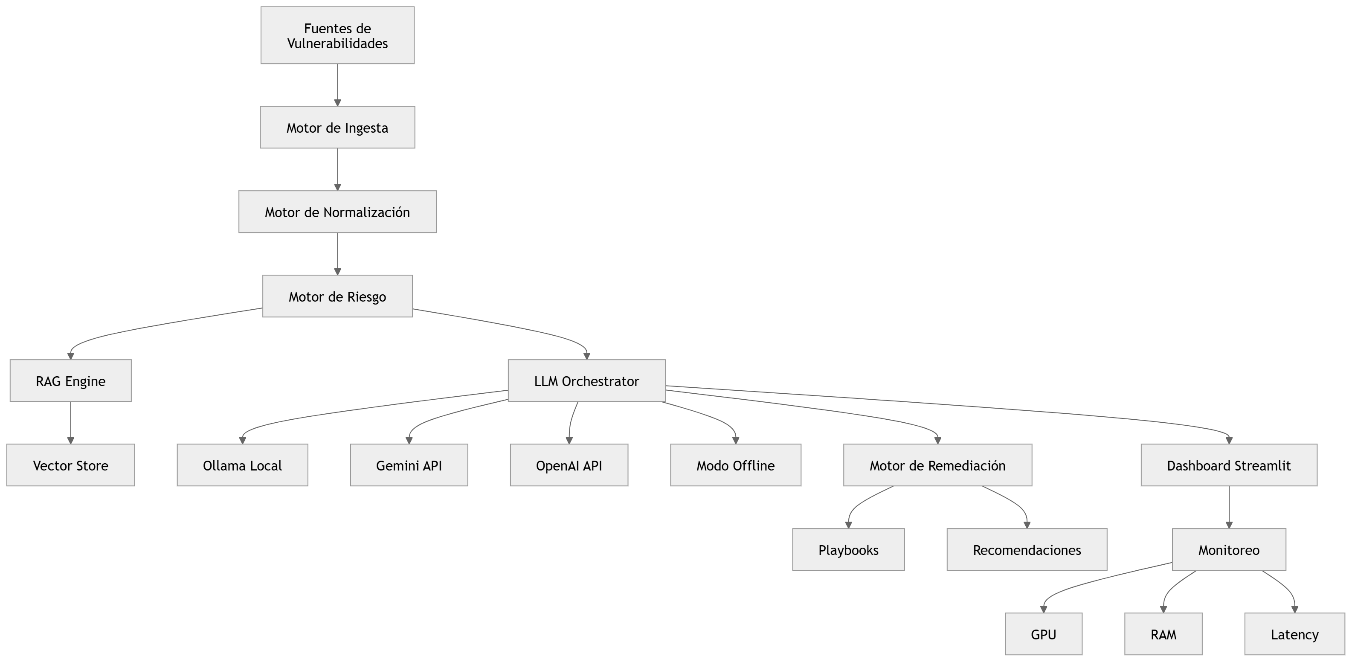 Fuentes de
Vulnerabilidades
Motor de Ingesta
Motor de Normalización
Motor de Riesgo
RAG Engine
LLM Orchestrator
Vector Store
Ollama Local
Gemini API
OpenAI API
Modo Offline
Motor de Remediación
Dashboard Streamlit
Playbooks
Recomendaciones
Monitoreo
GPU
RAM
Latency